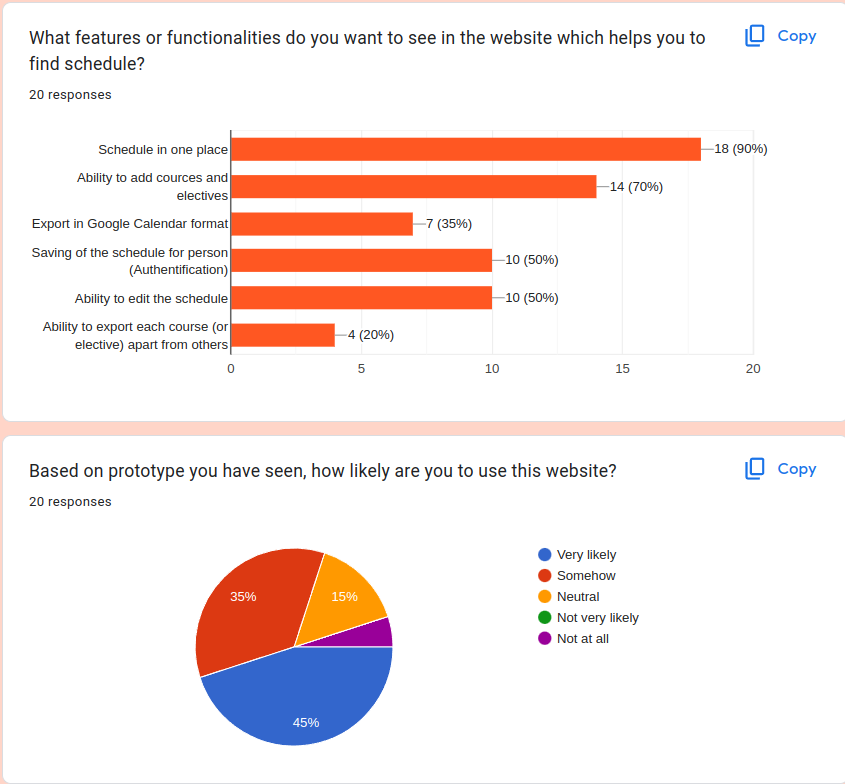 What features or functionalities do you want to see in the website which helps you to
find schedule?
Copy
20 responses
Schedule in one place
18 (90%)
Ability to add cources and
electives
14 (70%)
Export in Google Calendar format
7 (35%)
Saving of the schedule for person
(Authentification)
10 (50%)
Ability to edit the schedule
10 (50%)
Ability to export each course (or
elective) apart from others
4 (20%)
0 5 10 15 20
Based on prototype you have seen, how likely are you to use this website?
Copy
20 responses
35%
15%
45%
Very likely
Somehow
Neutral
Not very likely
Not at all